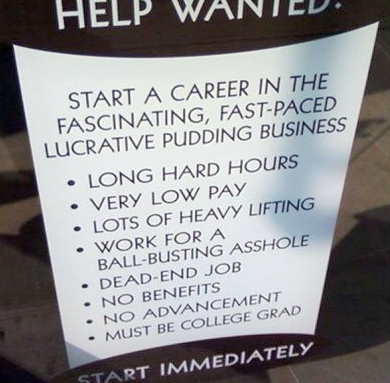 HELP WANTED!
START A CAREER IN THE
FASCINATING, FAST-PACED
LUCRATIVE PUDDING BUSINESS
• LONG HARD HOURS
• VERY LOW PAY
• LOTS OF HEAVY LIFTING
• WORK FOR A
BALL-BUSTING ASSHOLE
• DEAD-END JOB
• NO BENEFITS
• NO ADVANCEMENT
• MUST BE COLLEGE GRAD
START IMMEDIATELY